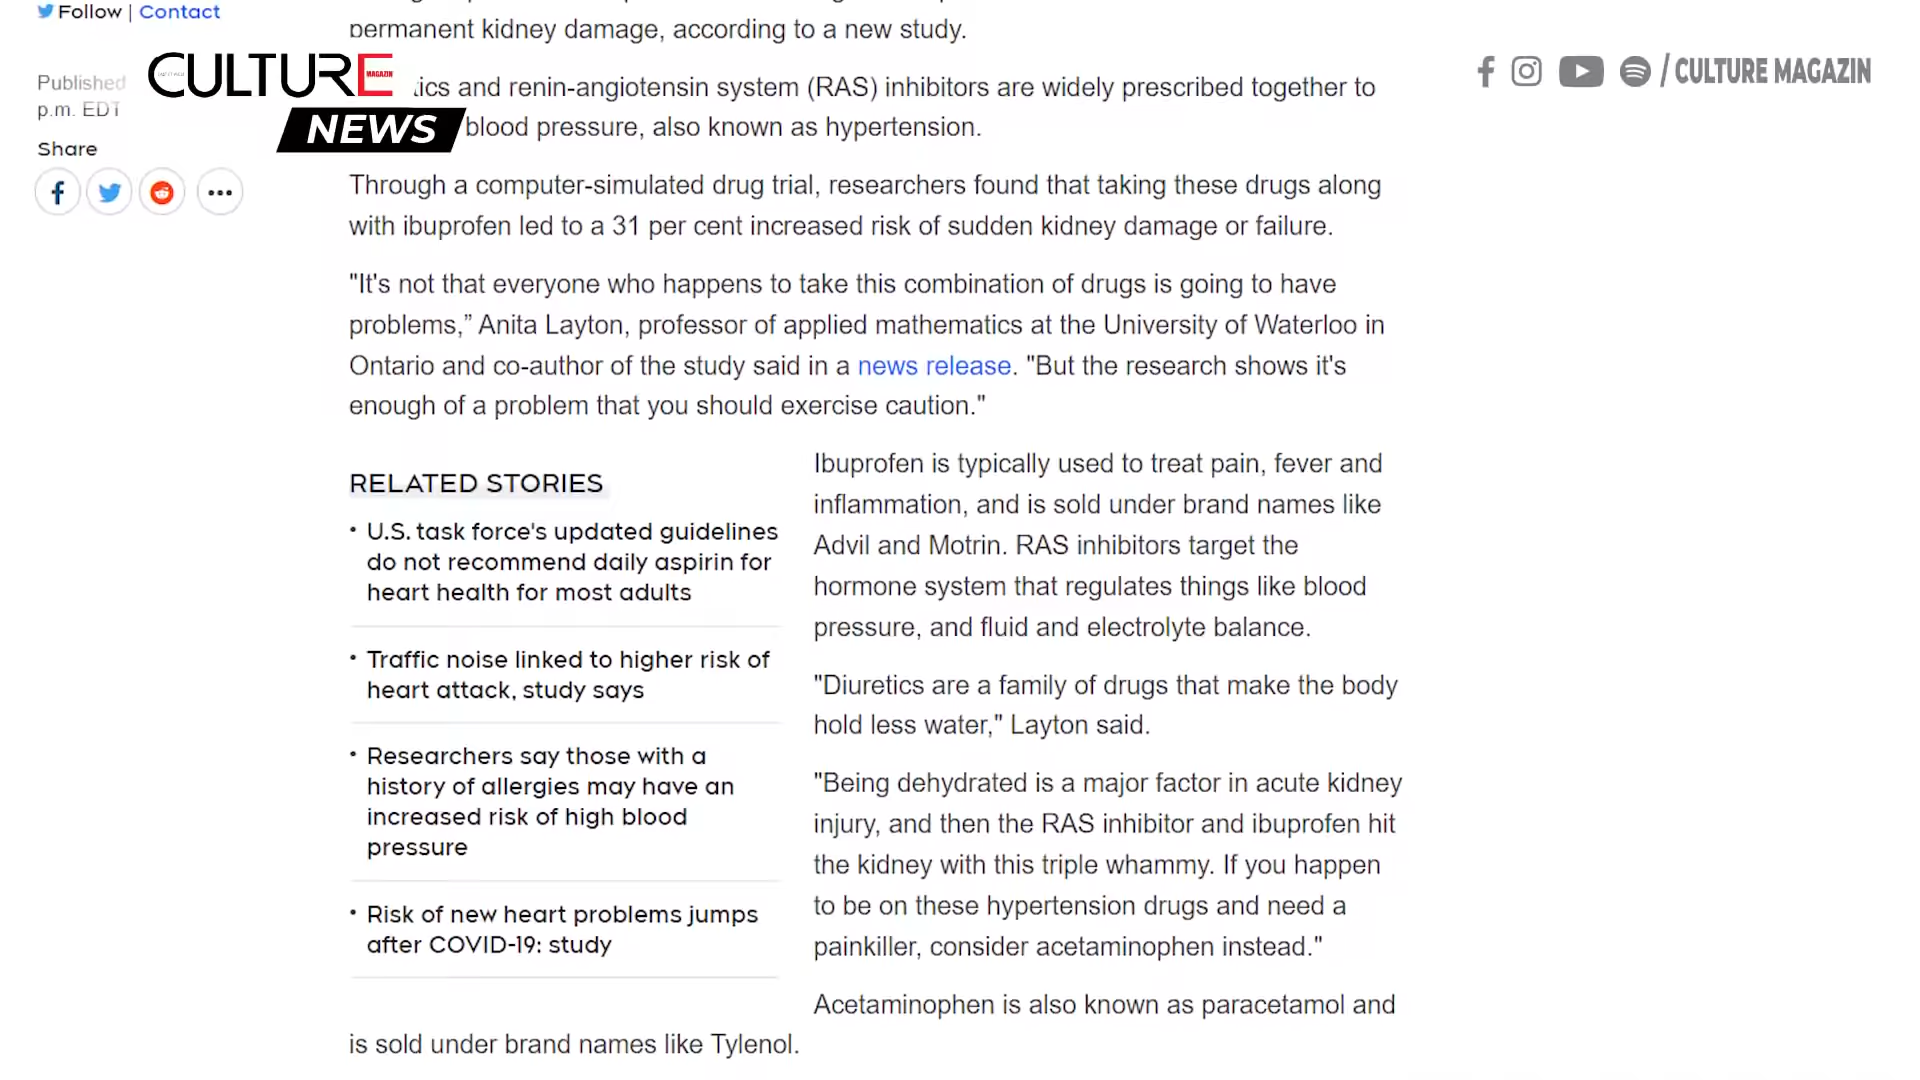 Follow | Contact
Published
p.m. EDT
Share
CULTURE
MAGAZIN
NEWS
/ CULTURE MAGAZIN
permanent kidney damage, according to a new study.
tics and renin-angiotensin system (RAS) inhibitors are widely prescribed together to
blood pressure, also known as hypertension.
Through a computer-simulated drug trial, researchers found that taking these drugs along
with ibuprofen led to a 31 per cent increased risk of sudden kidney damage or failure.
"It's not that everyone who happens to take this combination of drugs is going to have
problems,” Anita Layton, professor of applied mathematics at the University of Waterloo in
Ontario and co-author of the study said in a news release. "But the research shows it's
enough of a problem that you should exercise caution."
RELATED STORIES
• U.S. task force's updated guidelines
do not recommend daily aspirin for
heart health for most adults
• Traffic noise linked to higher risk of
heart attack, study says
• Researchers say those with a
history of allergies may have an
increased risk of high blood
pressure
• Risk of new heart problems jumps
after COVID-19: study
Ibuprofen is typically used to treat pain, fever and
inflammation, and is sold under brand names like
Advil and Motrin. RAS inhibitors target the
hormone system that regulates things like blood
pressure, and fluid and electrolyte balance.
"Diuretics are a family of drugs that make the body
hold less water," Layton said.
"Being dehydrated is a major factor in acute kidney
injury, and then the RAS inhibitor and ibuprofen hit
the kidney with this triple whammy. If you happen
to be on these hypertension drugs and need a
painkiller, consider acetaminophen instead."
Acetaminophen is also known as paracetamol and
is sold under brand names like Tylenol.